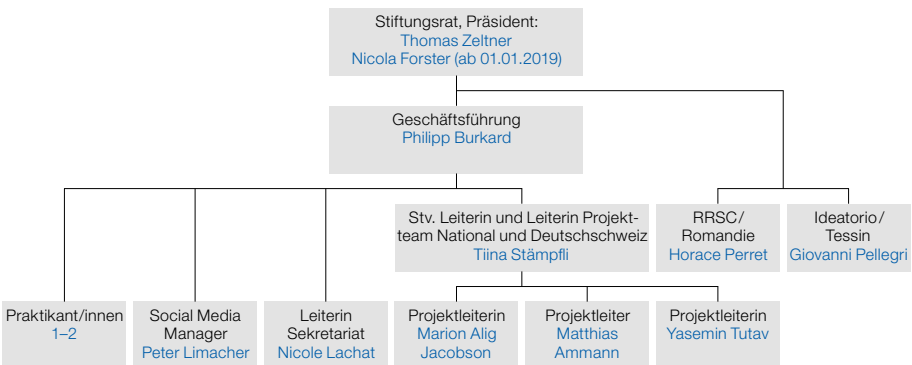 Stiftungsrat, Präsident:
Thomas Zeltner
Nicola Forster (ab 01.01.2019)
Geschäftsführung
Philipp Burkard
Stv. Leiterin und Leiterin Projekt-
team National und Deutschschweiz
Tiina Stämpfli
RRSC/
Romandie
Horace Perret
Ideatorio/
Tessin
Giovanni Pellegri
Praktikant/innen
1–2
Social Media
Manager
Peter Limacher
Leiterin
Sekretariat
Nicole Lachat
Projektleiterin
Marion Alig
Jacobson
Projektleiter
Matthias
Ammann
Projektleiterin
Yasemin Tutav